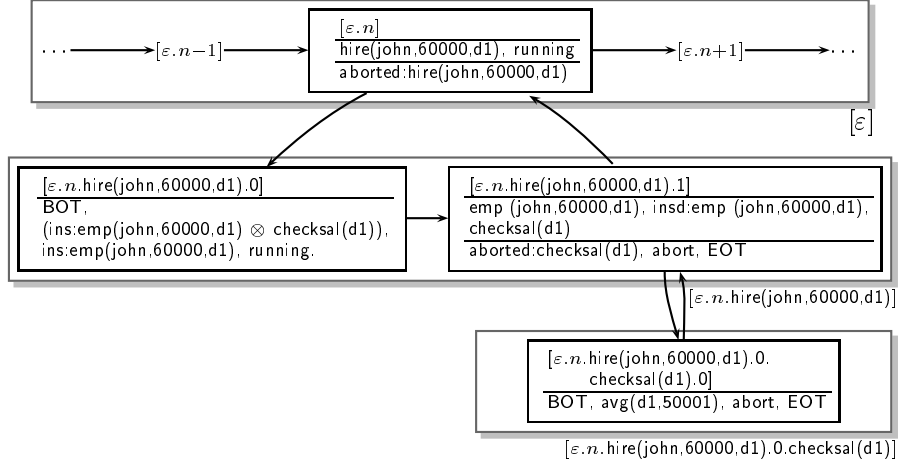 ··· [ε.n−1] [ε.n] [ε.n+1] ···
hire(john,60000,d1), running
aborted:hire(john,60000,d1)
[ε]
[ε.n.hire(john,60000,d1).0]
BOT,
(ins:emp(john,60000,d1) ⊗ checksal(d1)),
ins:emp(john,60000,d1), running.
[ε.n.hire(john,60000,d1).1]
emp (john,60000,d1), insd:emp (john,60000,d1),
checksal(d1)
aborted:checksal(d1), abort, EOT
[ε.n.hire(john,60000,d1)]
[ε.n.hire(john,60000,d1).0.
checksal(d1).0]
BOT, avg(d1,50001), abort, EOT
[ε.n.hire(john,60000,d1).0.checksal(d1)]